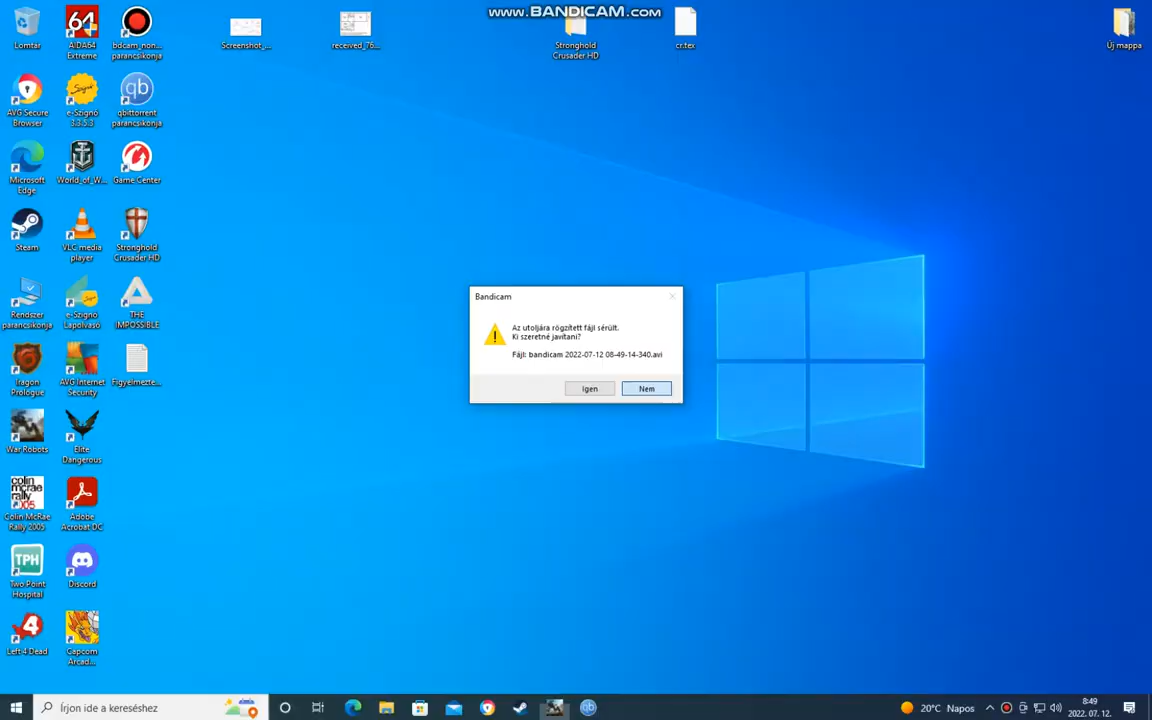 www.BANDICAM.com
Lomtár
AIDA64
Extreme
bdcam_non...
parancsikonja
Screenshot_...
received_76...
Stronghold
Crusader HD
cr.tex
Új mappa
AVG Secure
Browser
e-Szignó
3.3.5.3
qbittorrent
parancsikonja
Microsoft
Edge
World_of_W...
Game Center
Steam
VLC media
player
Stronghold
Crusader HD
Rendszer
parancsikonja
e-Szignó
Lapolvasó
THE
IMPOSSIBLE
Iragon
Prologue
AVG Internet
Security
Figyelmezte...
War Robots
Elite
Dangerous
Colin McRae
Rally 2005
Adobe
Acrobat DC
TPH
Two Point
Hospital
Discord
Left 4 Dead
Capcom
Arcad...
Bandicam
Az utoljára rögzített fájl sérült.
Ki szeretné javítani?
Fájl: bandicam 2022-07-12 08-49-14-340.avi
Igen
Nem
Írjon ide a kereséshez
20°C Napos
8:49
2022. 07. 12.